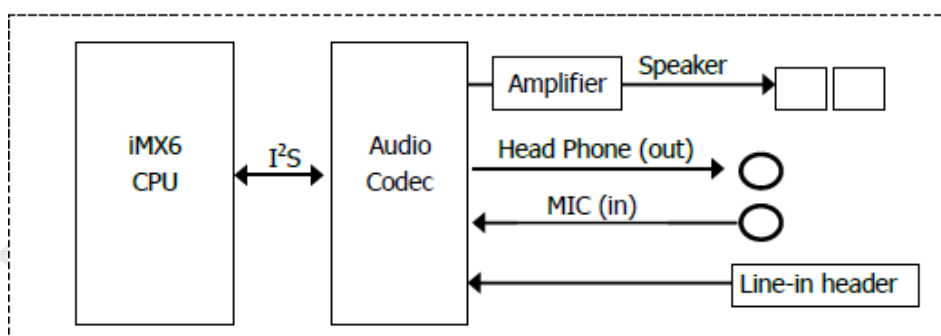 iMX6
CPU
I²S
Audio
Codec
Amplifier
Speaker
Head Phone (out)
MIC (in)
Line-in header